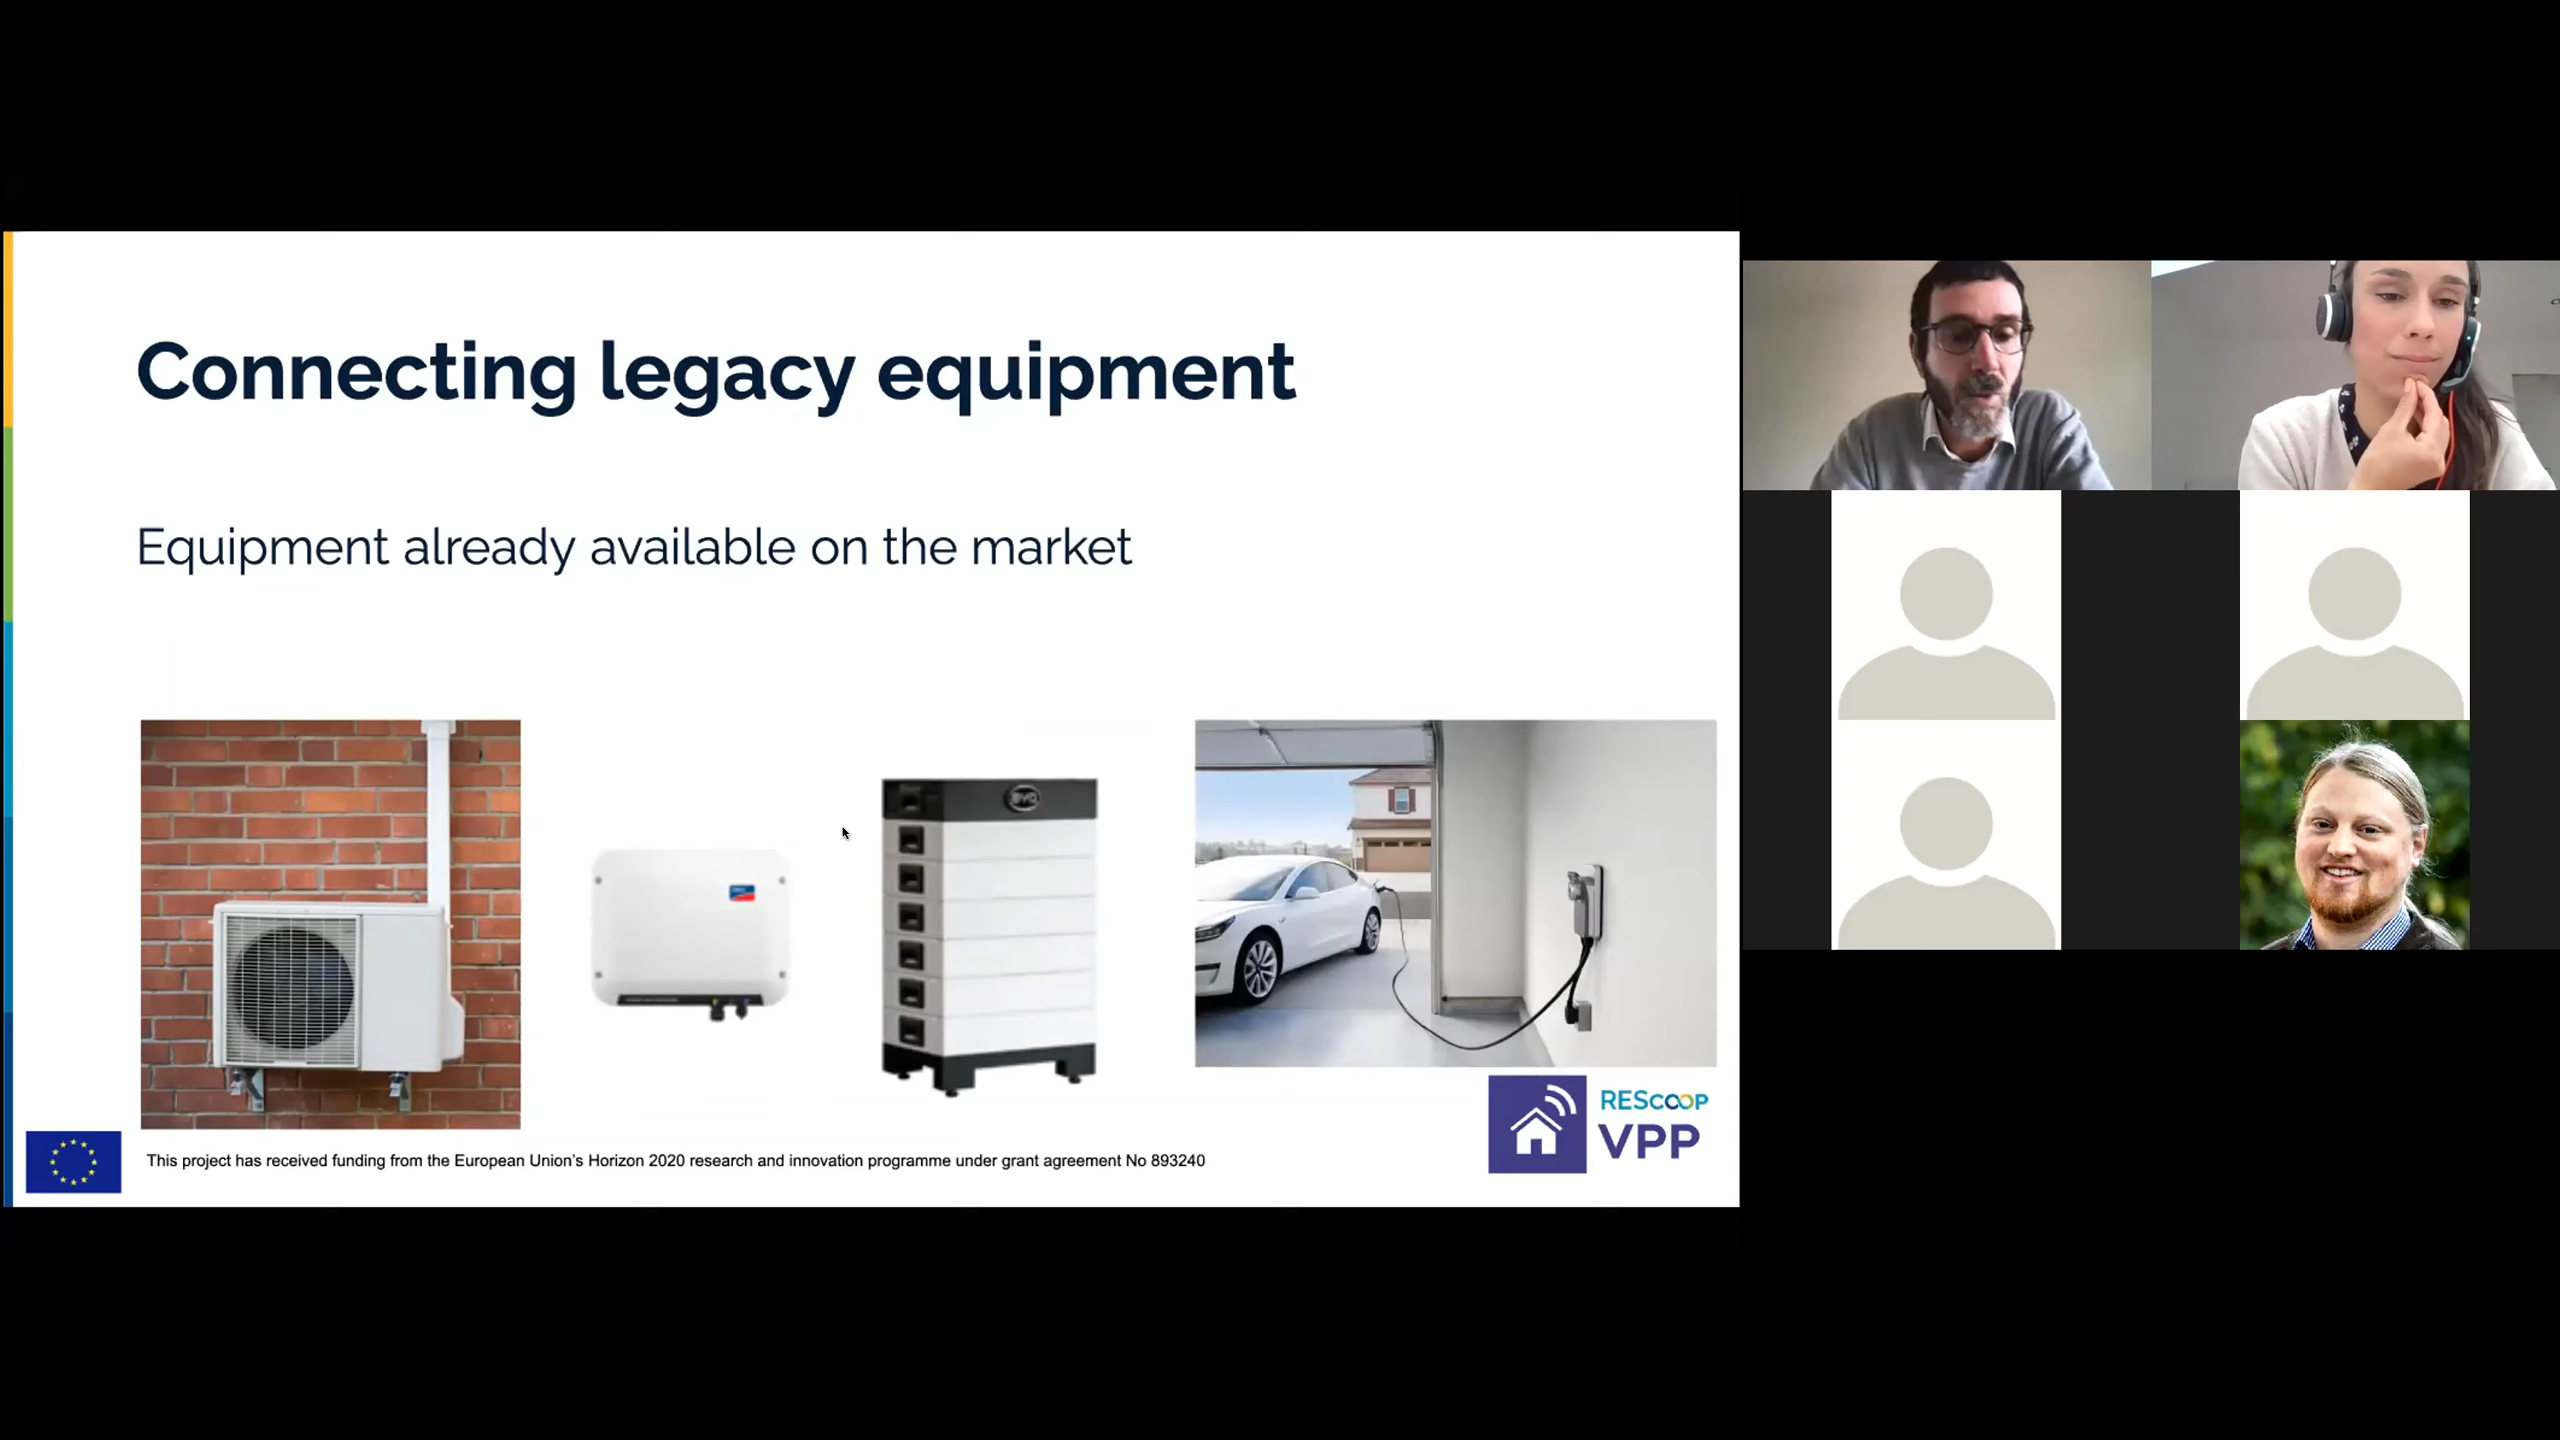 Connecting legacy equipment
Equipment already available on the market
BYD
REScoop
VPP
This project has received funding from the European Union's Horizon 2020 research and innovation programme under grant agreement No 893240